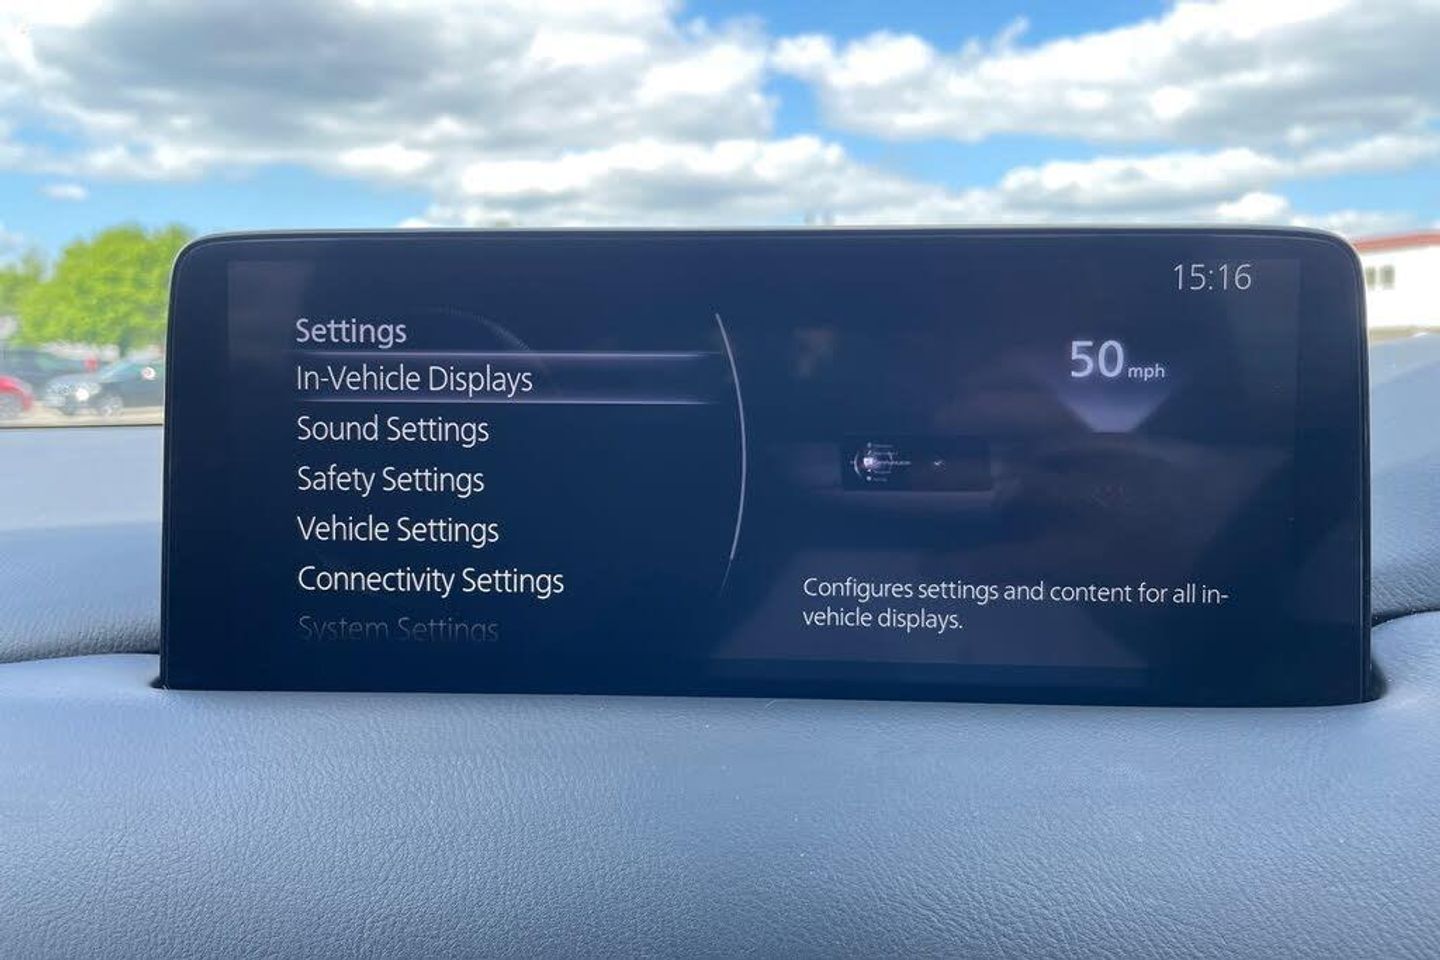 15:16
Settings
In-Vehicle Displays
Sound Settings
Safety Settings
Vehicle Settings
Connectivity Settings
System Settings
50 mph
Configures settings and content for all in-
vehicle displays.